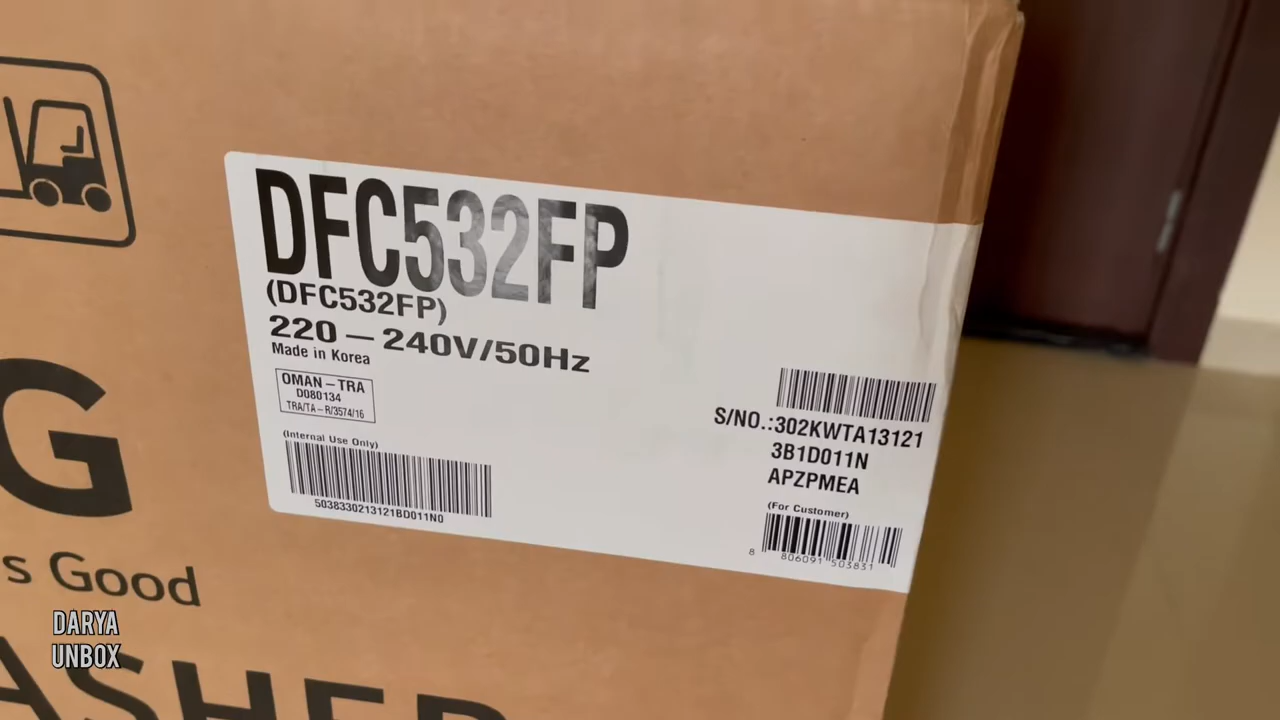 DFC532FP
(DFC532FP)
220 – 240V/50Hz
Made in Korea
OMAN – TRA
D080134
TRA/TA – R/3574/16
(Internal Use Only)
5038330213121BD011N0
S/NO.:302KWTA13121
3B1D011N
APZPMEA
(For Customer)
8 806091 503831
G
s Good
ASHER
DARYA
UNBOX